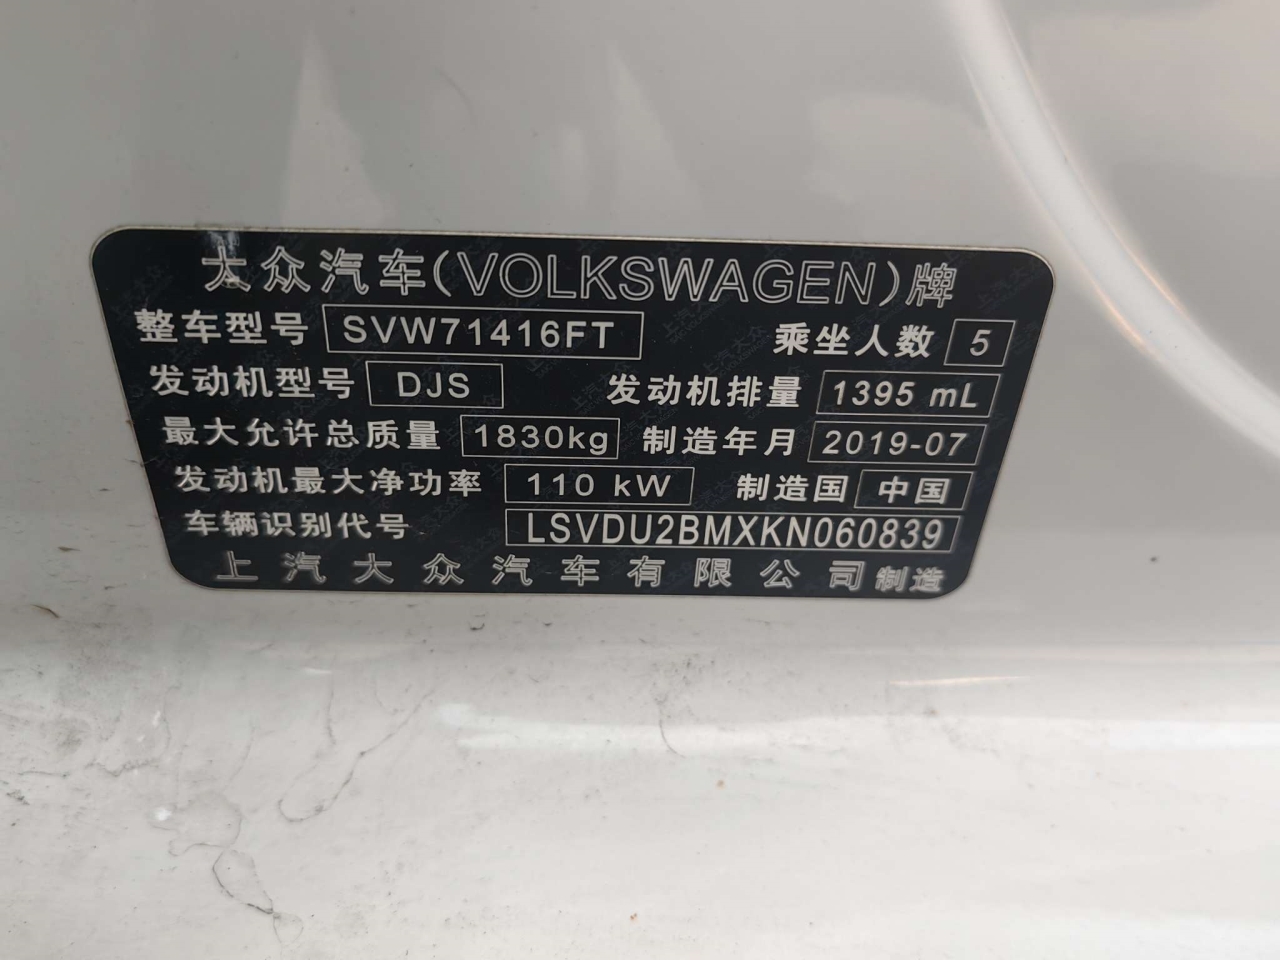 大众汽车(VOLKSWAGEN)牌
整车型号 SVW71416FT 乘坐人数 5
发动机型号 DJS 发动机排量 1395 mL
最大允许总质量 1830kg 制造年月 2019-07
发动机最大净功率 110 kW 制造国 中国
车辆识别代号 LSVDU2BMXKN060839
上汽大众汽车有限公司 制造